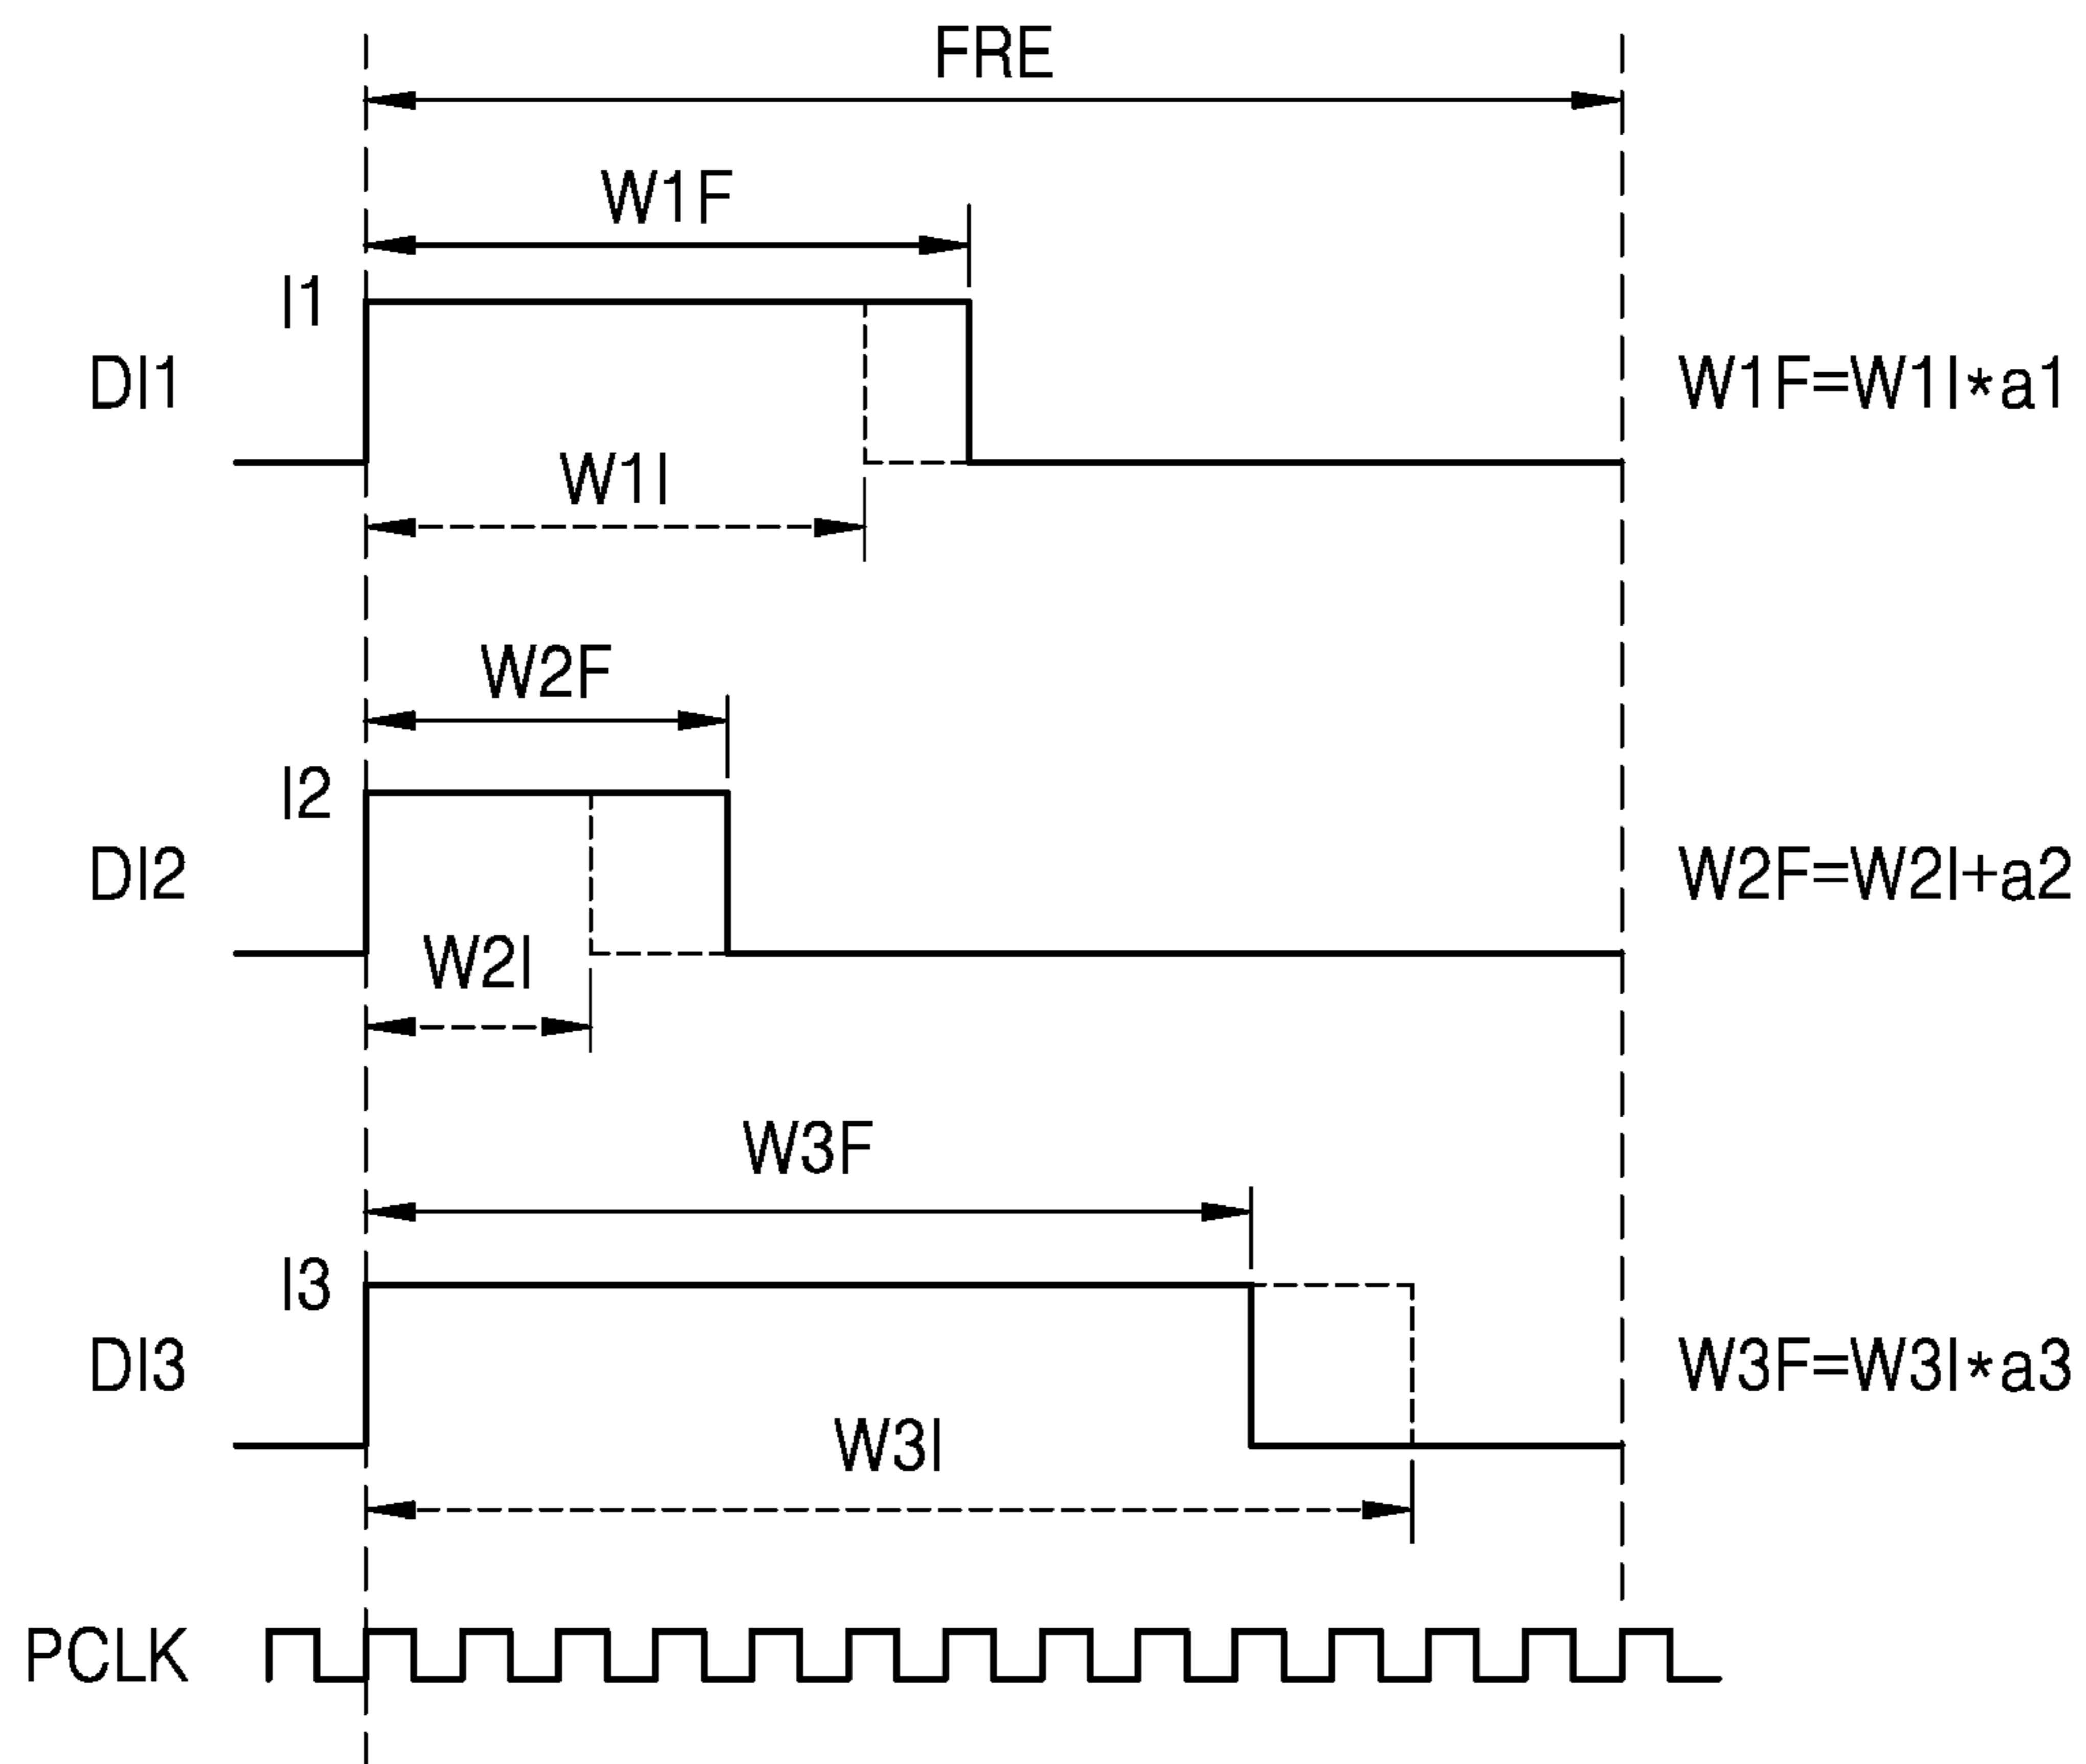 FRE
W1F
I1
DI1
W1F=W1I*a1
W1I
W2F
I2
DI2
W2F=W2I+a2
W2I
W3F
I3
DI3
W3F=W3I*a3
W3I
PCLK